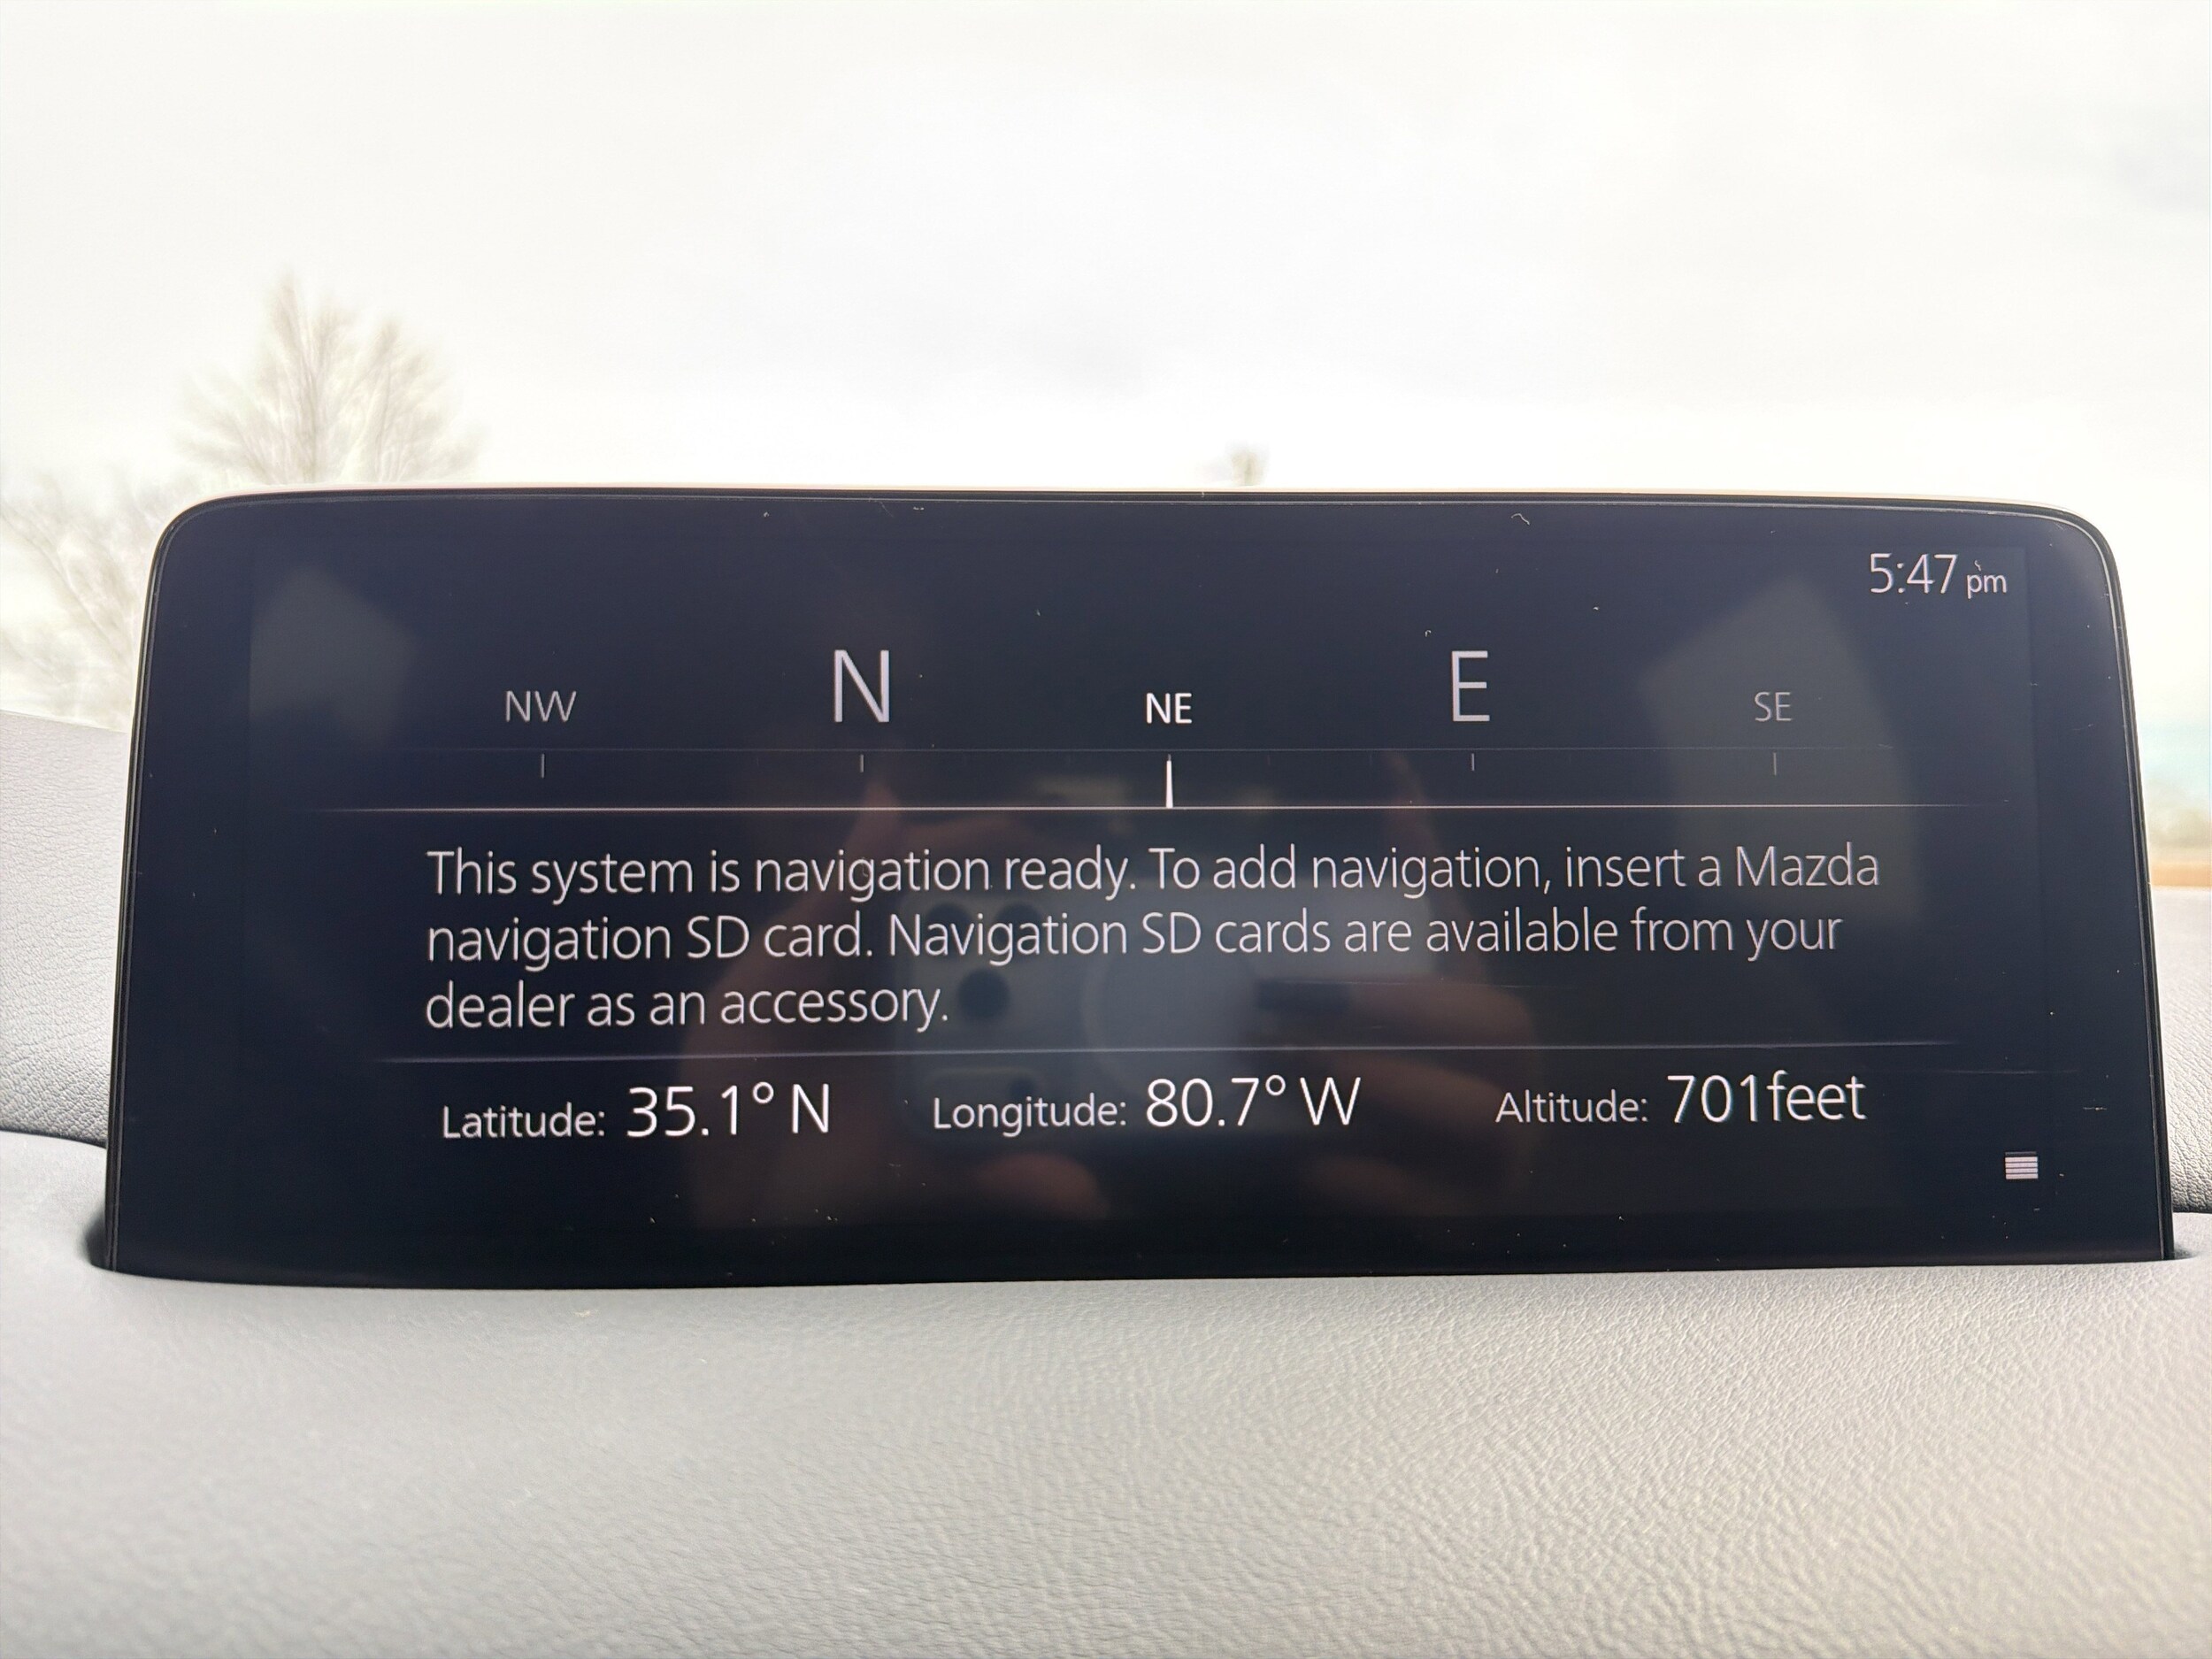 5:47 pm
NW N NE E SE
This system is navigation ready. To add navigation, insert a Mazda
navigation SD card. Navigation SD cards are available from your
dealer as an accessory.
Latitude: 35.1° N Longitude: 80.7° W Altitude: 701feet